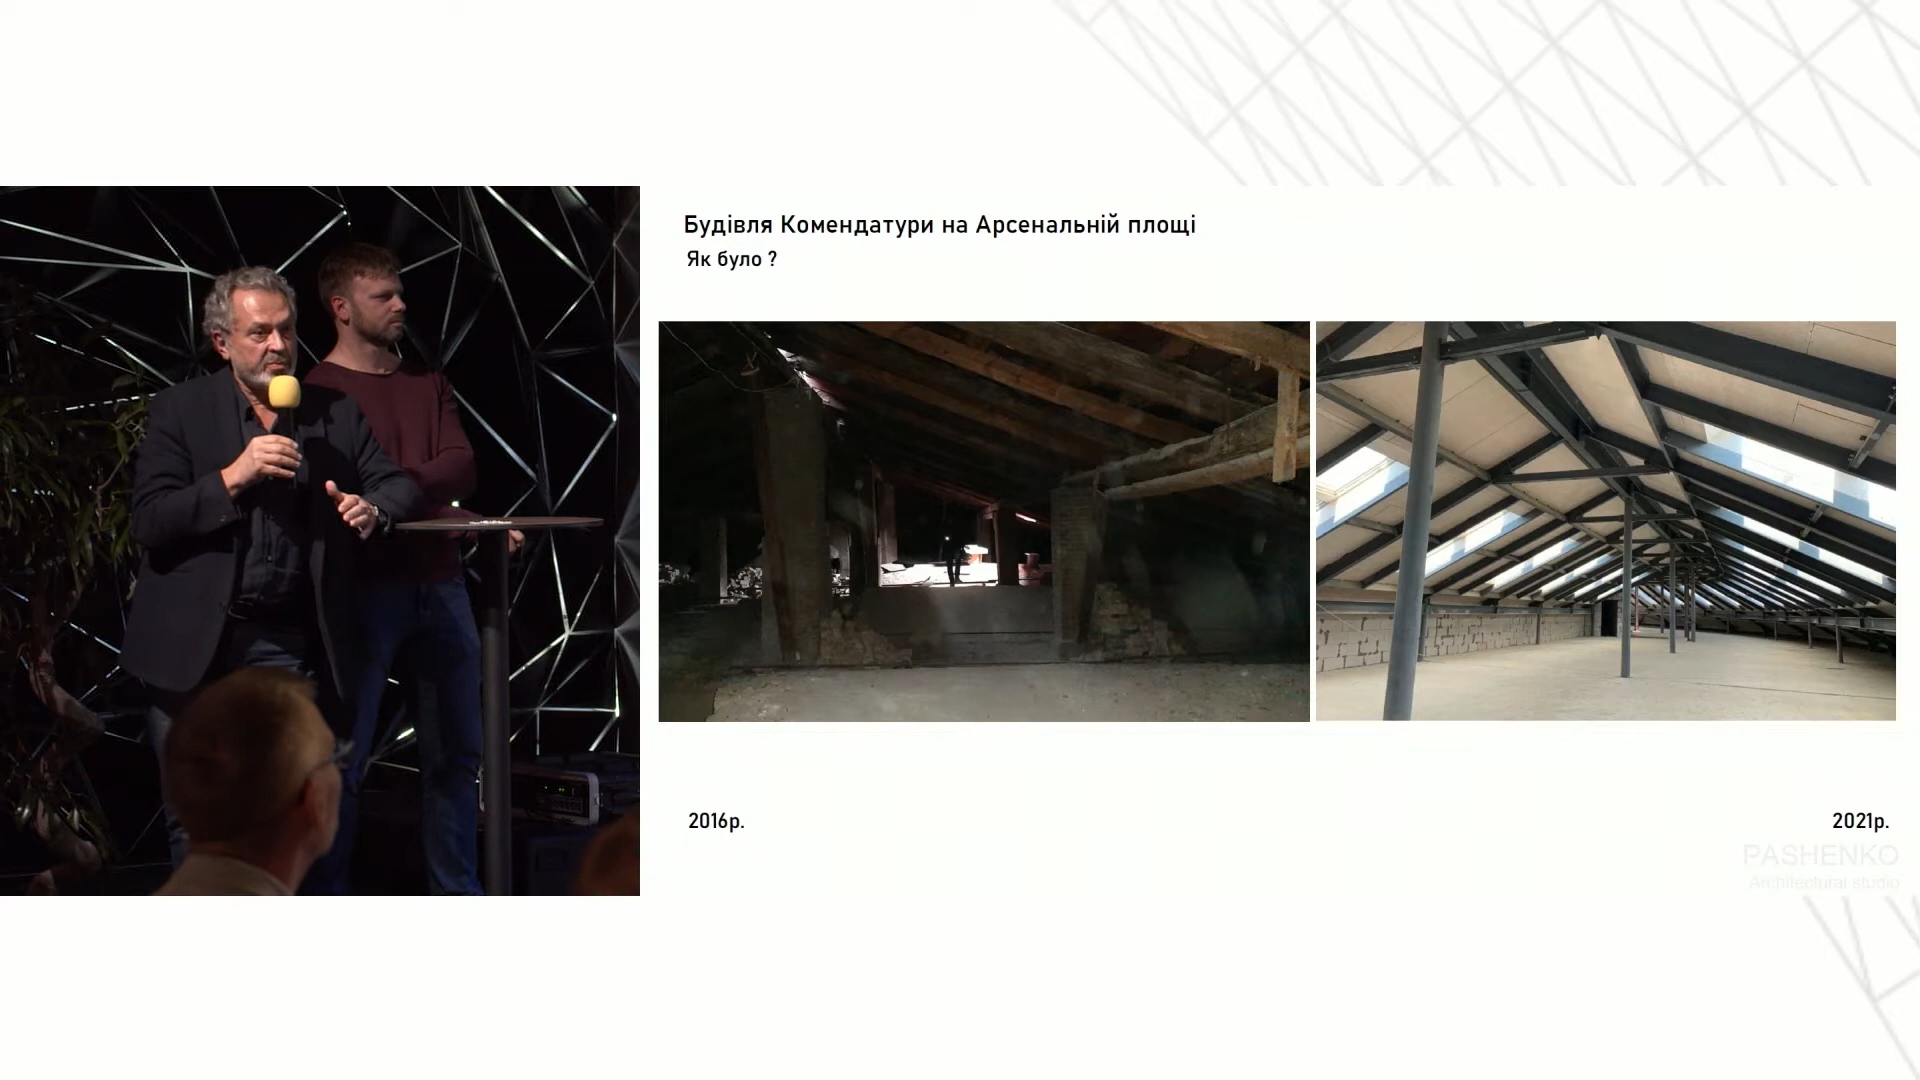 Будівля Комендатури на Арсенальній площі
Як було ?
2016р.
2021р.
PASHENKO
Architectural studio